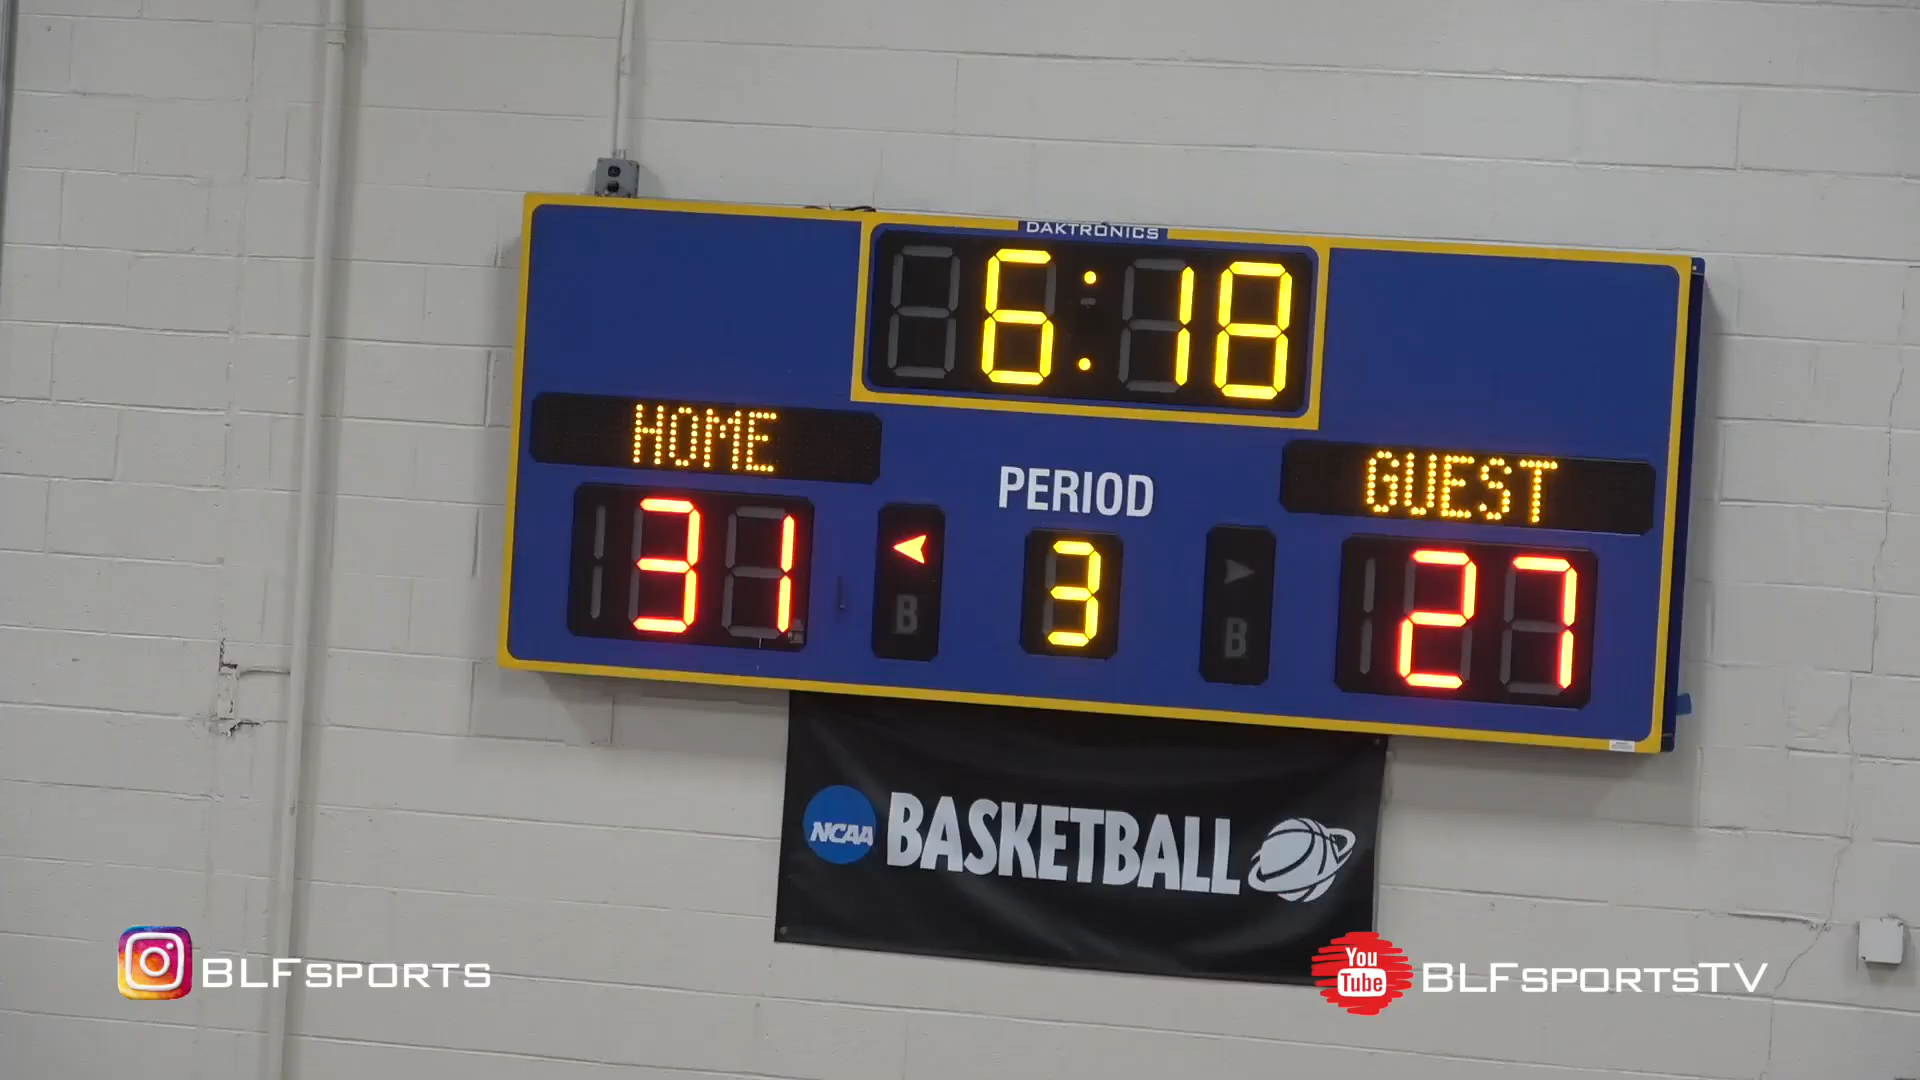 DAKTRONICS
6:18
HOME
GUEST
PERIOD
31
B
3
B
27
NCAA BASKETBALL
BLFSPORTS
You Tube BLFSPORTSTV